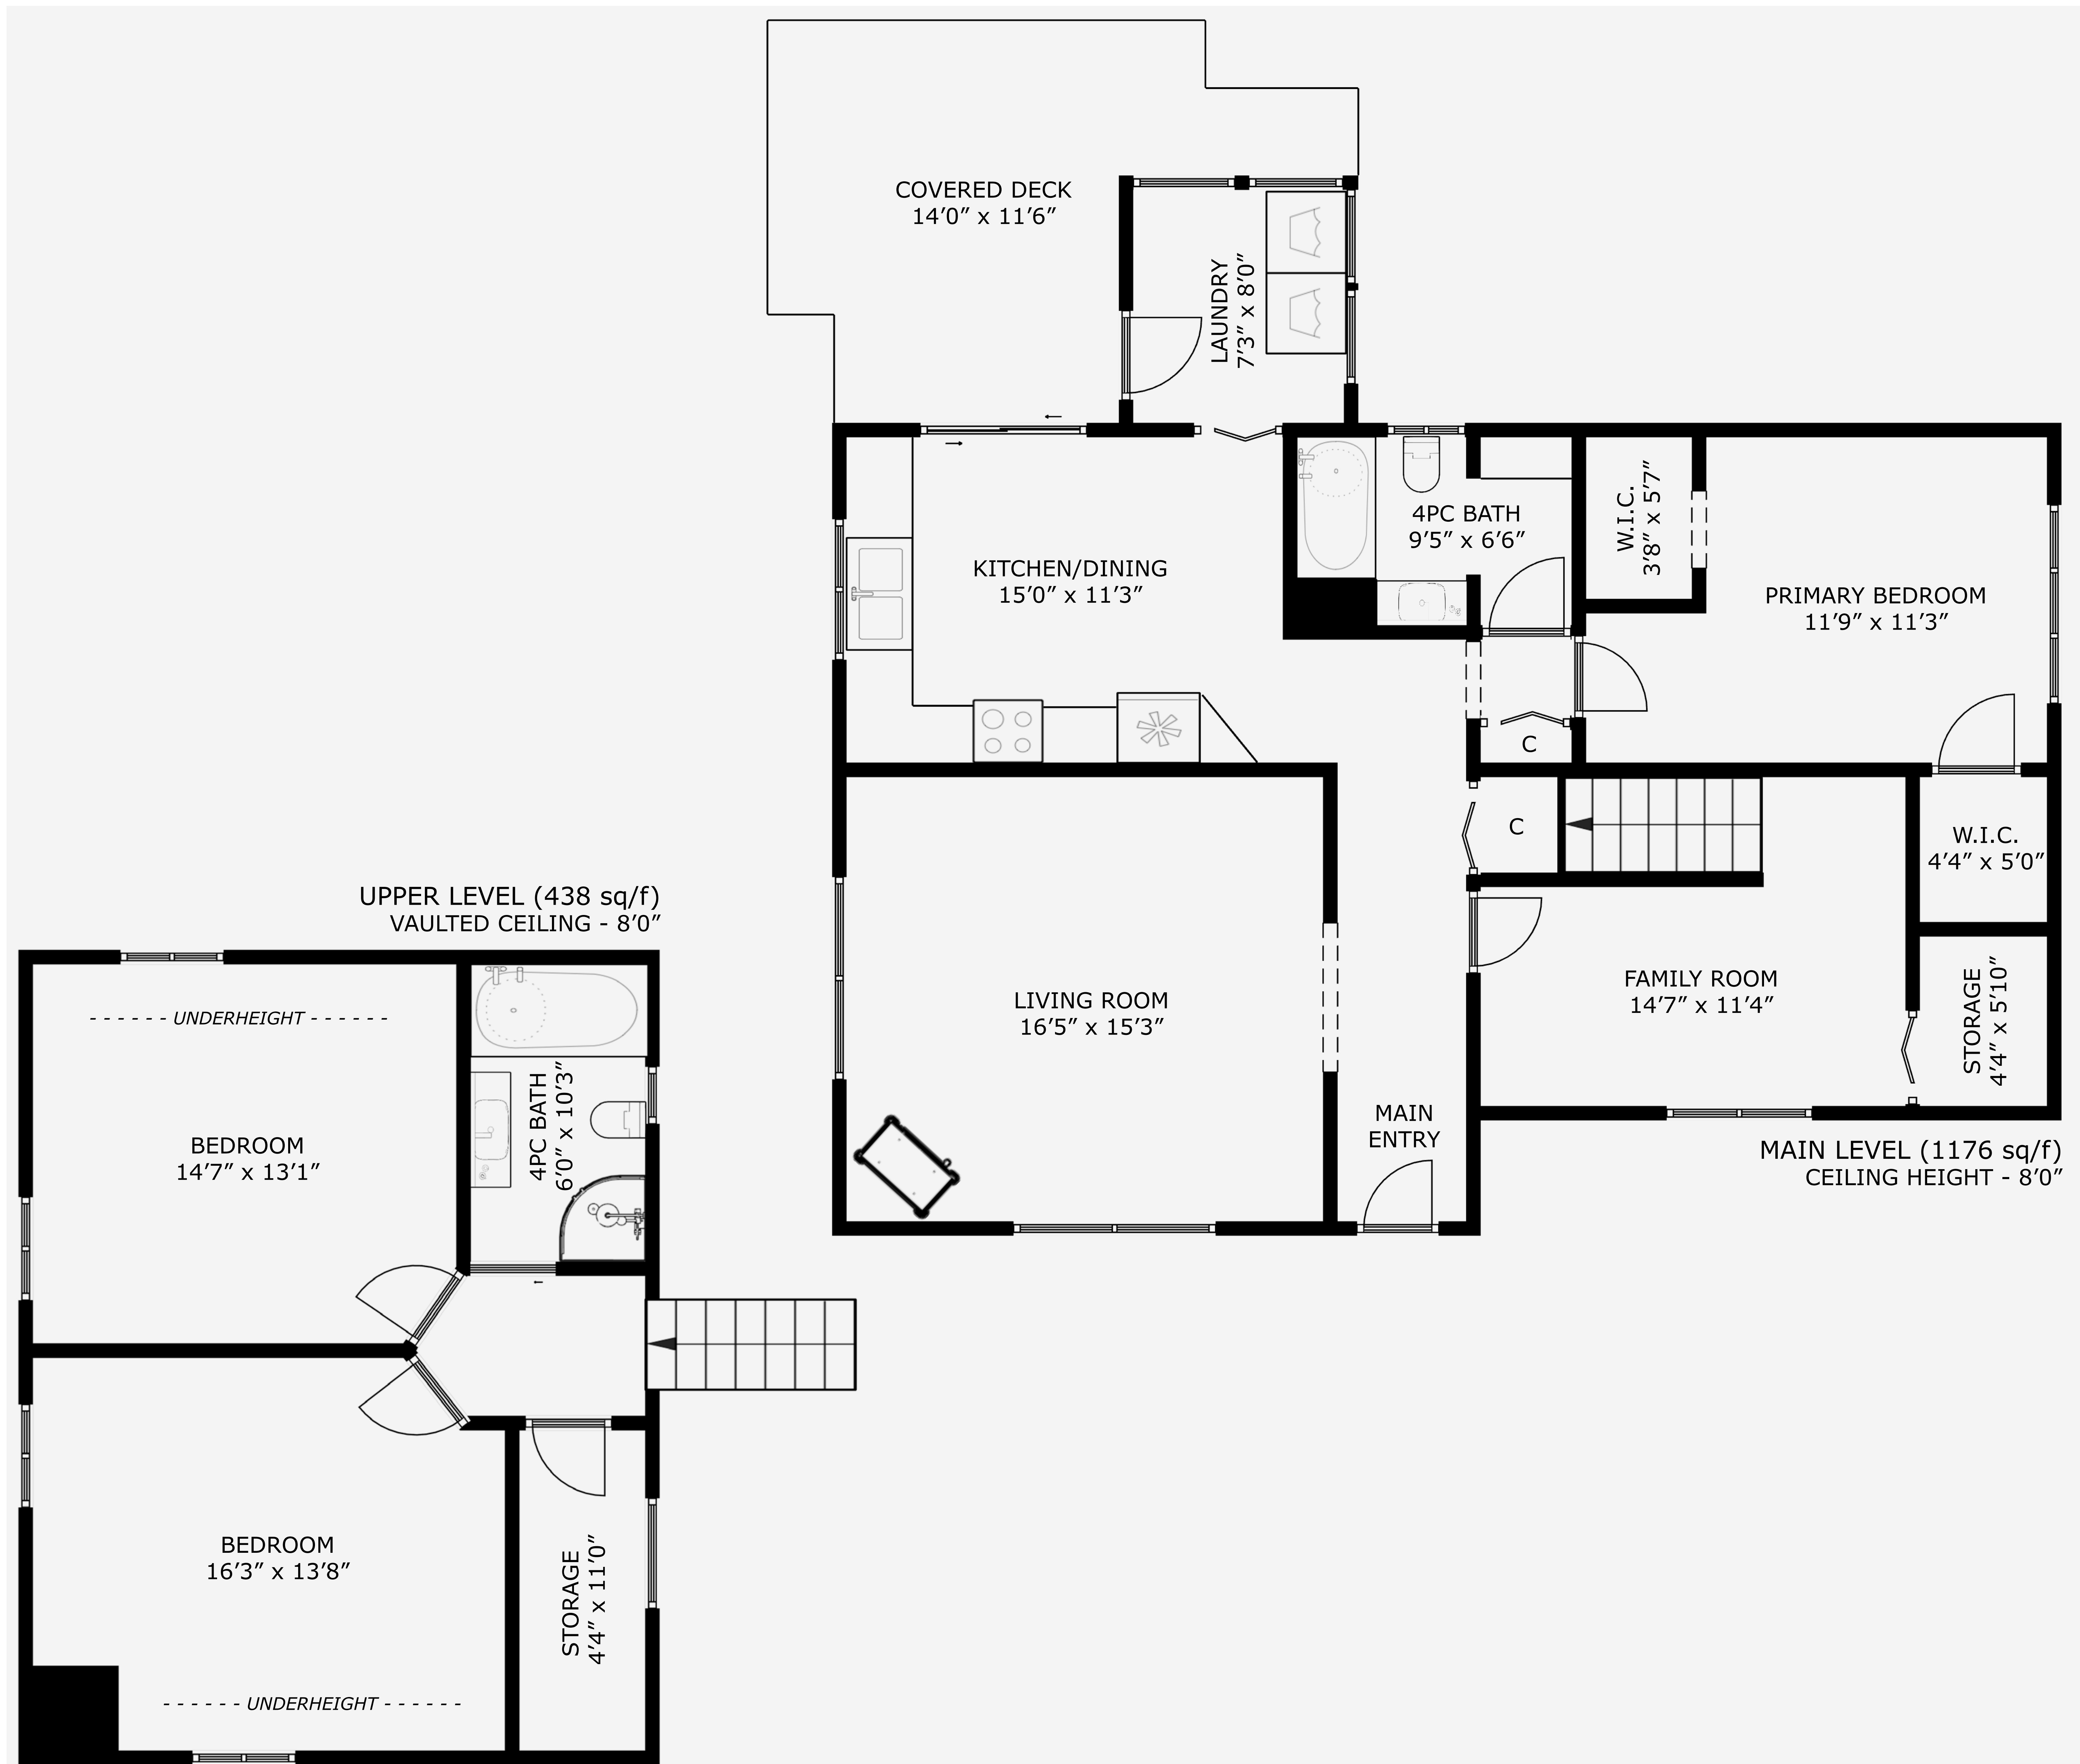 COVERED DECK
14’0” x 11’6”
LAUNDRY
7’3” x 8’0”
KITCHEN/DINING
15’0” x 11’3”
4PC BATH
9’5” x 6’6”
W.I.C.
3’8” x 5’7”
PRIMARY BEDROOM
11’9” x 11’3”
C
C
W.I.C.
4’4” x 5’0”
LIVING ROOM
16’5” x 15’3”
FAMILY ROOM
14’7” x 11’4”
STORAGE
4’4” x 5’10”
MAIN
ENTRY
MAIN LEVEL (1176 sq/f)
CEILING HEIGHT - 8’0”
UPPER LEVEL (438 sq/f)
VAULTED CEILING - 8’0”
- - - - - - UNDERHEIGHT - - - - - -
BEDROOM
14’7” x 13’1”
4PC BATH
6’0” x 10’3”
BEDROOM
16’3” x 13’8”
STORAGE
4’4” x 11’0”
- - - - - - UNDERHEIGHT - - - - - -